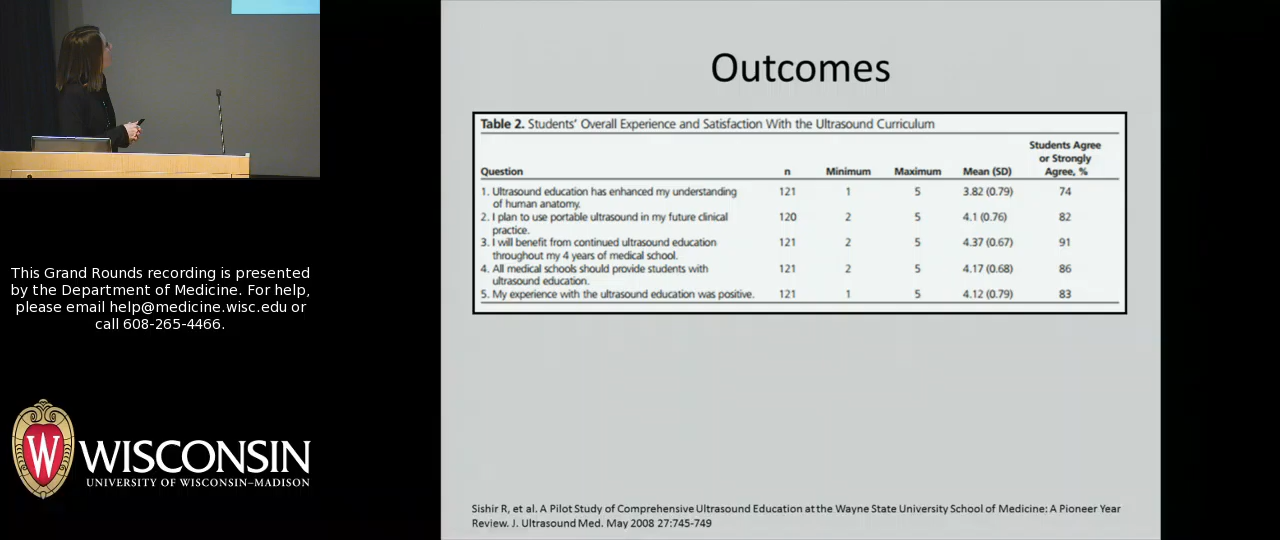 This Grand Rounds recording is presented
by the Department of Medicine. For help,
please email help@medicine.wisc.edu or
call 608-265-4466.
W
WISCONSIN
UNIVERSITY OF WISCONSIN–MADISON
Outcomes
Table 2. Students' Overall Experience and Satisfaction With the Ultrasound Curriculum
Students Agree
or Strongly
Question n Minimum Maximum Mean (SD) Agree, %
1. Ultrasound education has enhanced my understanding 121 1 5 3.82 (0.79) 74
of human anatomy.
2. I plan to use portable ultrasound in my future clinical 120 2 5 4.1 (0.76) 82
practice.
3. I will benefit from continued ultrasound education 121 2 5 4.37 (0.67) 91
throughout my 4 years of medical school.
4. All medical schools should provide students with 121 2 5 4.17 (0.68) 86
ultrasound education.
5. My experience with the ultrasound education was positive. 121 1 5 4.12 (0.79) 83
Sishir R, et al. A Pilot Study of Comprehensive Ultrasound Education at the Wayne State University School of Medicine: A Pioneer Year
Review. J. Ultrasound Med. May 2008 27:745-749